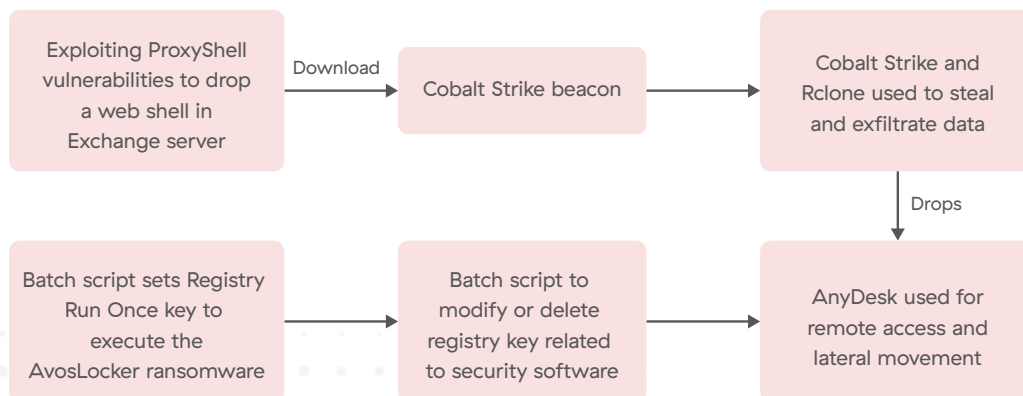 Exploiting ProxyShell
vulnerabilities to drop
a web shell in
Exchange server
Download
Cobalt Strike beacon
Cobalt Strike and
Rclone used to steal
and exfiltrate data
Drops
Batch script sets Registry
Run Once key to
execute the
AvosLocker ransomware
Batch script to
modify or delete
registry key related
to security software
AnyDesk used for
remote access and
lateral movement